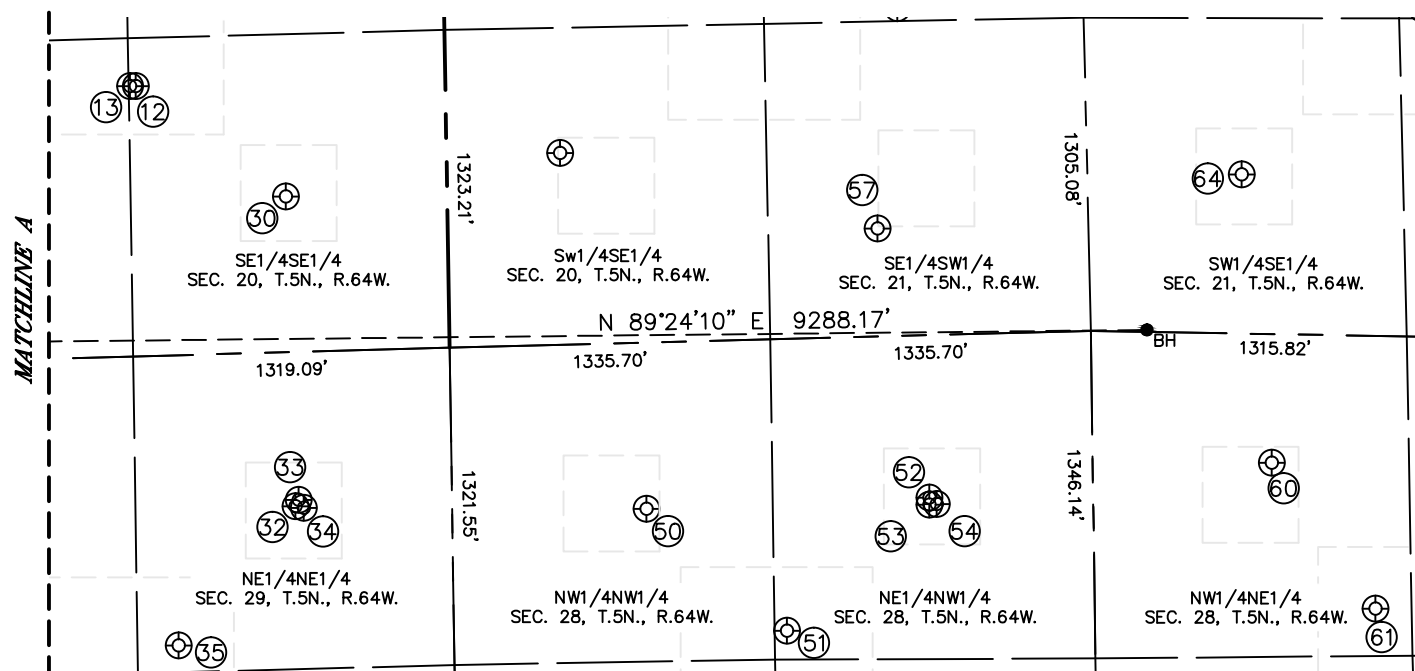 MATCHLINE A
13
12
30
1323.21'
57
1305.08'
64
SE1/4SE1/4
SEC. 20, T.5N., R.64W.
Sw1/4SE1/4
SEC. 20, T.5N., R.64W.
SE1/4SW1/4
SEC. 21, T.5N., R.64W.
SW1/4SE1/4
SEC. 21, T.5N., R.64W.
N 89°24'10" E 9288.17'
BH
1319.09'
1335.70'
1335.70'
1315.82'
33
32
34
1321.55'
50
52
53
54
1346.14'
60
NE1/4NE1/4
SEC. 29, T.5N., R.64W.
NW1/4NW1/4
SEC. 28, T.5N., R.64W.
NE1/4NW1/4
SEC. 28, T.5N., R.64W.
NW1/4NE1/4
SEC. 28, T.5N., R.64W.
35
51
61